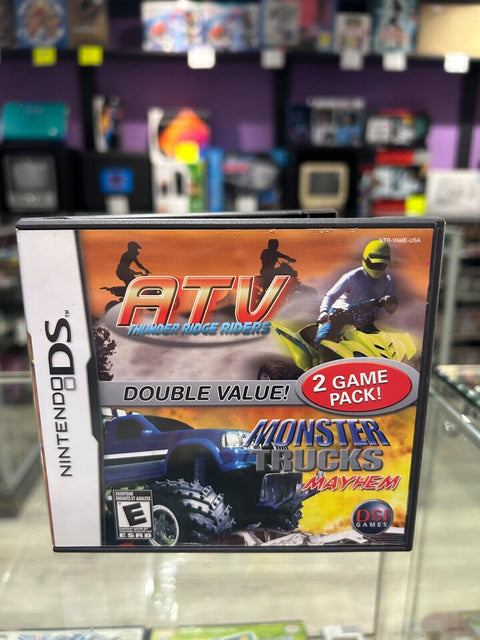 NTR-YAME-USA
ATV
THUNDER RIDGE RIDERS
NINTENDO DS™
DOUBLE VALUE!
2 GAME
PACK!
MONSTER
TRUCKS
MAYHEM
EVERYONE
E
ESRB
DSI
GAMES